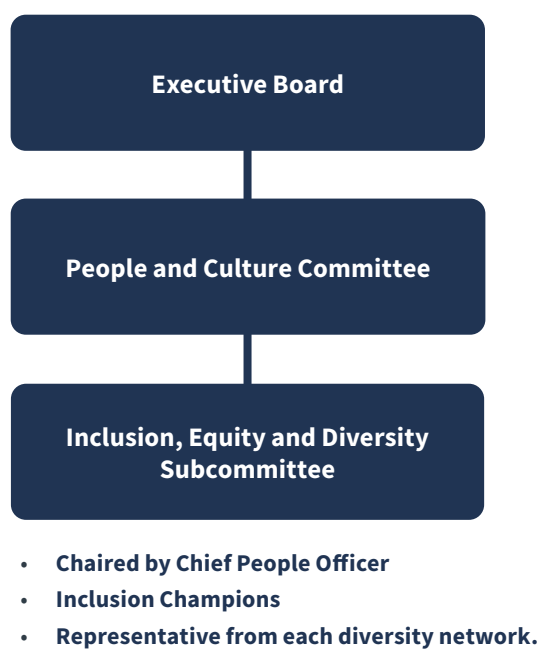 Executive Board
People and Culture Committee
Inclusion, Equity and Diversity
Subcommittee
• Chaired by Chief People Officer
• Inclusion Champions
• Representative from each diversity network.